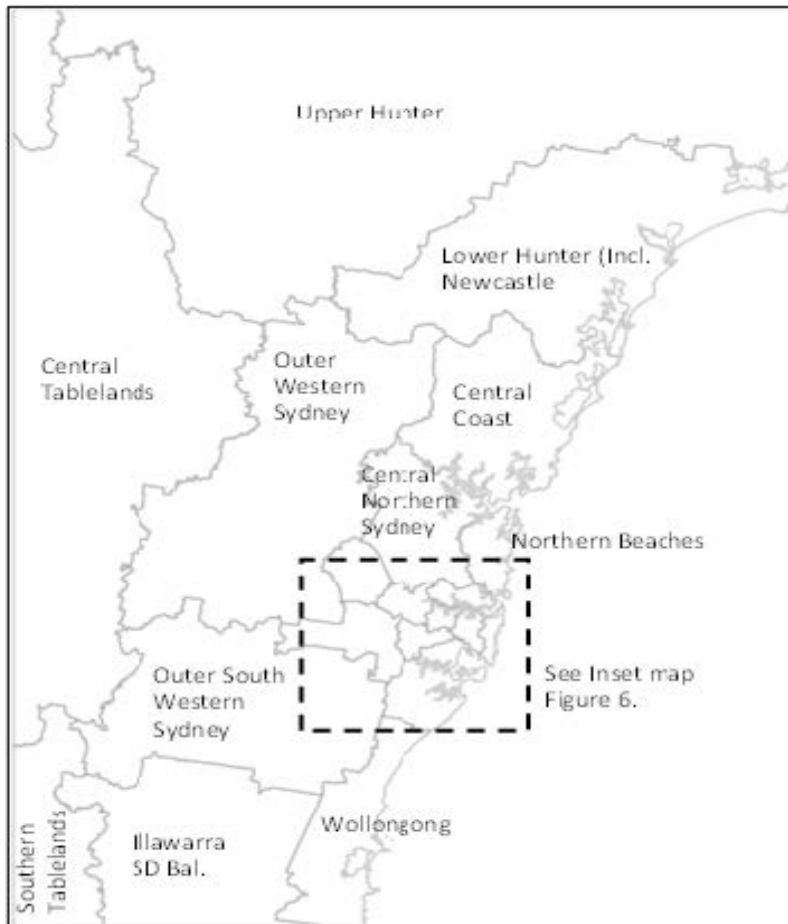 Upper Hunter
Lower Hunter (Incl.
Newcastle
Central
Tablelands
Outer
Western
Sydney
Central
Coast
Central
Northern
Sydney
Northern Beaches
Outer South
Western
Sydney
See Inset map
Figure 6.
Southern
Tablelands
Illawarra
SD Bal.
Wollongong